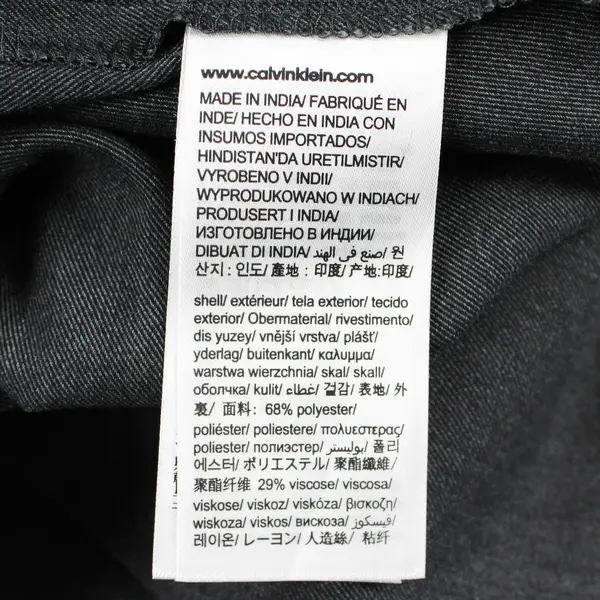 www.calvinklein.com
MADE IN INDIA/ FABRIQUÉ EN
INDE/ HECHO EN INDIA CON
INSUMOS IMPORTADOS/
HINDISTAN'DA URETILMISTIR/
VYROBENO V INDII/
WYPRODUKOWANO W INDIACH/
PRODUSERT I INDIA/
ИЗГОТОВЛЕНО В ИНДИИ/
DIBUAT DI INDIA/ صنع في الهند/ 원
산지 : 인도/ 產地 : 印度/ 产地:印度/
shell/ extérieur/ tela exterior/ tecido
exterior/ Obermaterial/ rivestimento/
dis yuzey/ vnější vrstva/ plášť/
yderlag/ buitenkant/ καλυμμα/
warstwa wierzchnia/ skal/ skall/
оболчка/ kulit/ غطاء/ 겉감/ 表地/ 外
裏/ 面料: 68% polyester/
poliéster/ poliestere/ πολυεστερας/
poliester/ полиэстер/ بوليستر/ 폴리
에스터/ ポリエステル/ 聚酯纖維/
聚酯纤维 29% viscose/ viscosa/
viskose/ viskoz/ viskóza/ βισκοζη/
wiskoza/ viskos/ вискоза/ فيسكوز/
레이온/ レーヨン/ 人造絲/ 粘纤